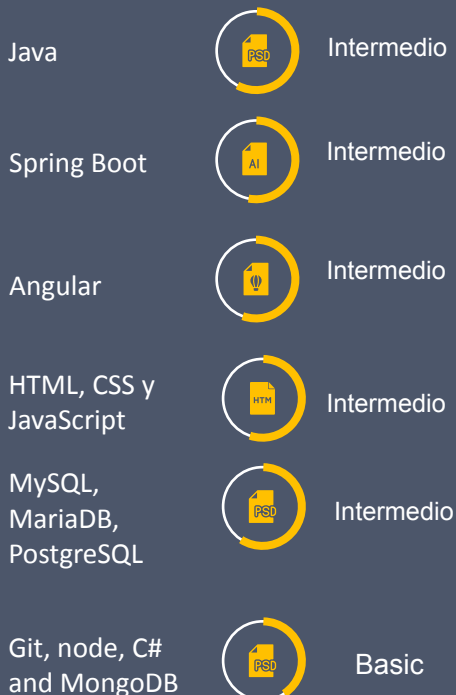 Java
PSD
Intermedio
Spring Boot
AI
Intermedio
Angular
Intermedio
HTML, CSS y
JavaScript
HTM
Intermedio
MySQL,
MariaDB,
PostgreSQL
PSD
Intermedio
Git, node, C#
and MongoDB
PSD
Basic